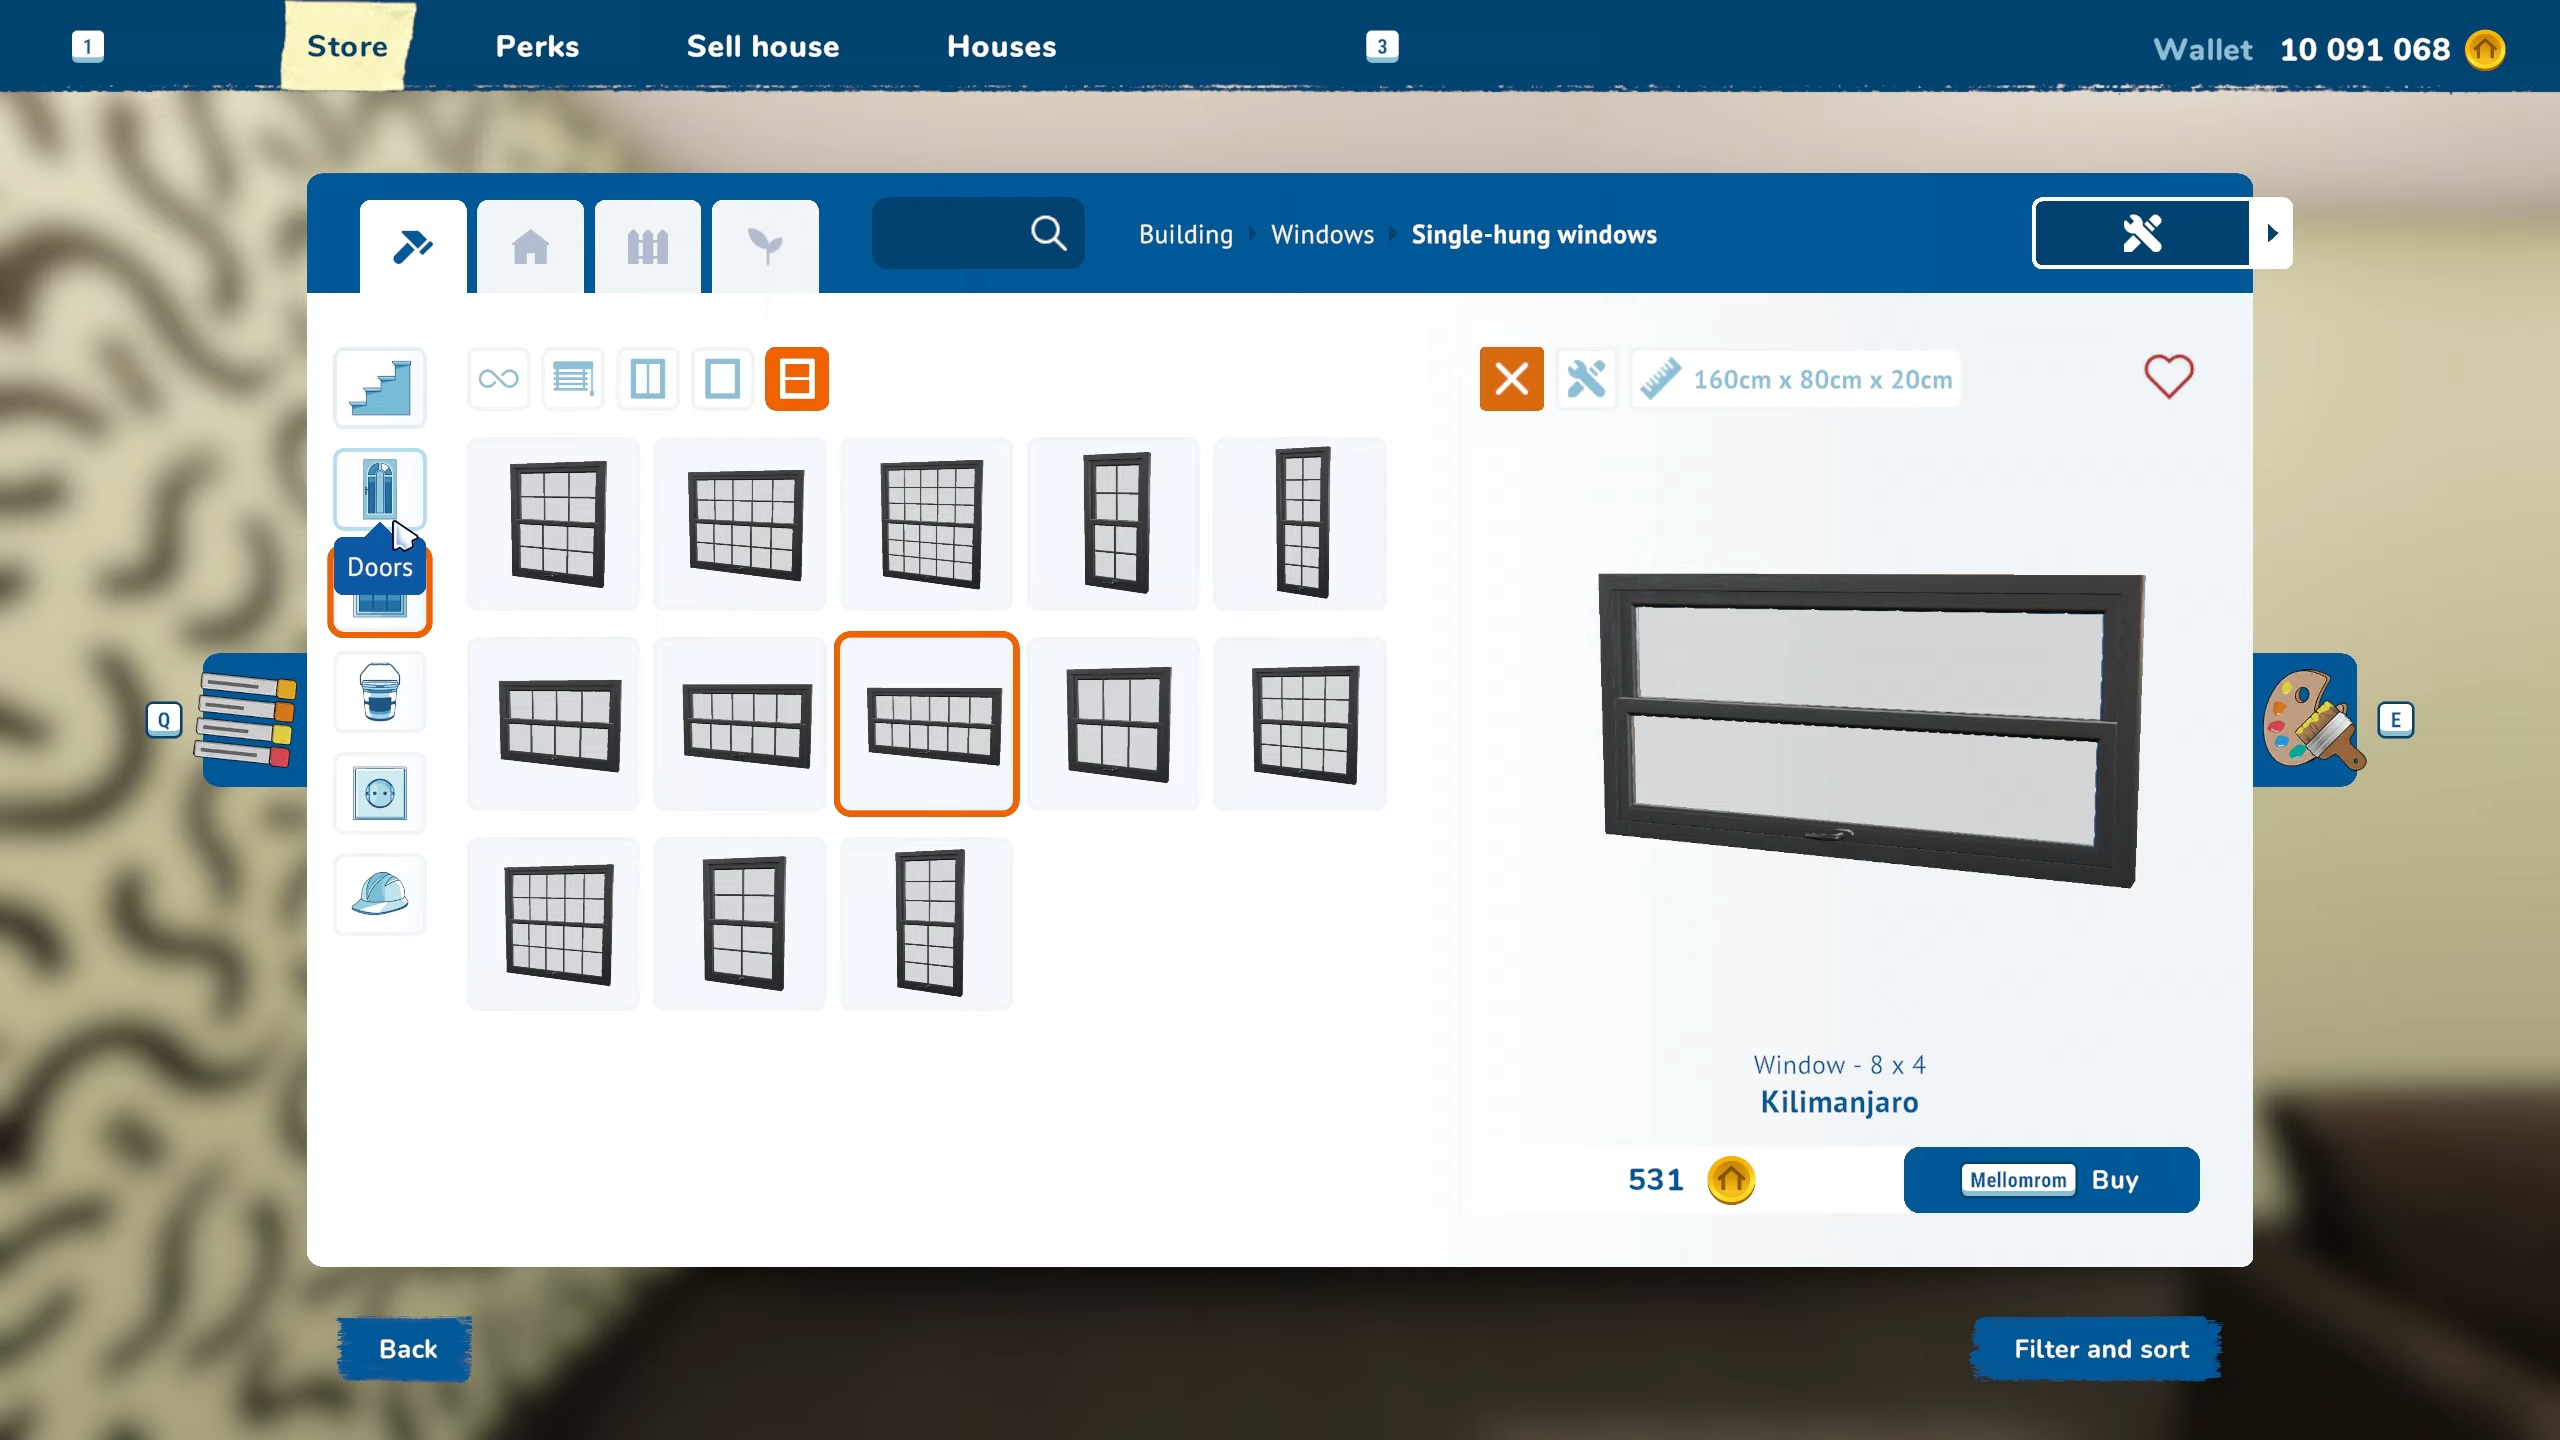 1
Store
Perks
Sell house
Houses
3
Wallet 10 091 068
Building Windows Single-hung windows
160cm x 80cm x 20cm
Doors
Q
E
Window - 8 x 4
Kilimanjaro
531
Mellomrom Buy
Back
Filter and sort